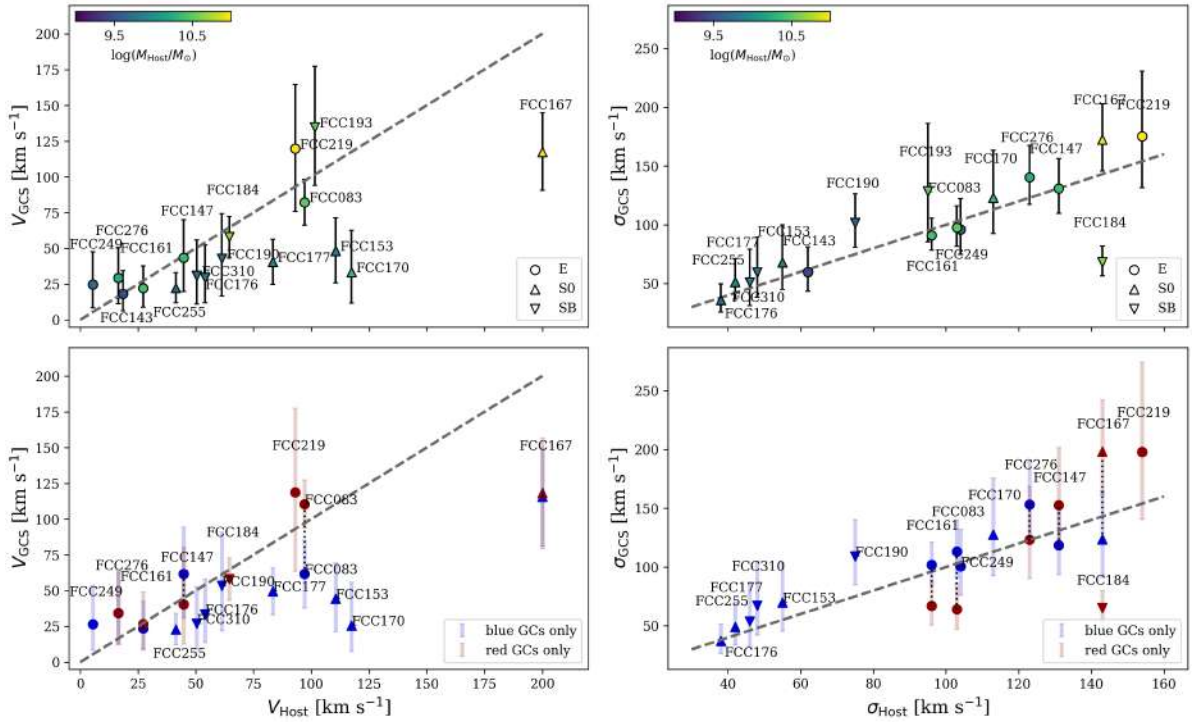 9.5 10.5
log(M_Host/M_⊙)
200
175
150
125
100
75
50
25
0
V_GCS [km s⁻¹]
FCC167
FCC193
FCC219
FCC083
FCC184
FCC147
FCC276
FCC249
FCC161
FCC190
FCC177
FCC153
FCC310
FCC170
FCC176
FCC143
FCC255
E
S0
SB
9.5 10.5
log(M_Host/M_⊙)
250
200
150
100
50
σ_GCS [km s⁻¹]
FCC167
FCC219
FCC276
FCC147
FCC193
FCC170
FCC190
FCC083
FCC184
FCC153
FCC177
FCC143
FCC249
FCC255
FCC161
FCC310
FCC176
E
S0
SB
200
175
150
125
100
75
50
25
0
V_GCS [km s⁻¹]
FCC219
FCC167
FCC083
FCC184
FCC147
FCC276
FCC161
FCC083
FCC249
FCC190
FCC177
FCC153
FCC176
FCC310
FCC170
FCC255
blue GCs only
red GCs only
0 25 50 75 100 125 150 175 200
V_Host [km s⁻¹]
250
200
150
100
50
σ_GCS [km s⁻¹]
FCC167
FCC219
FCC276
FCC147
FCC170
FCC083
FCC161
FCC190
FCC310
FCC249
FCC177
FCC184
FCC255
FCC153
FCC176
blue GCs only
red GCs only
40 60 80 100 120 140 160
σ_Host [km s⁻¹]